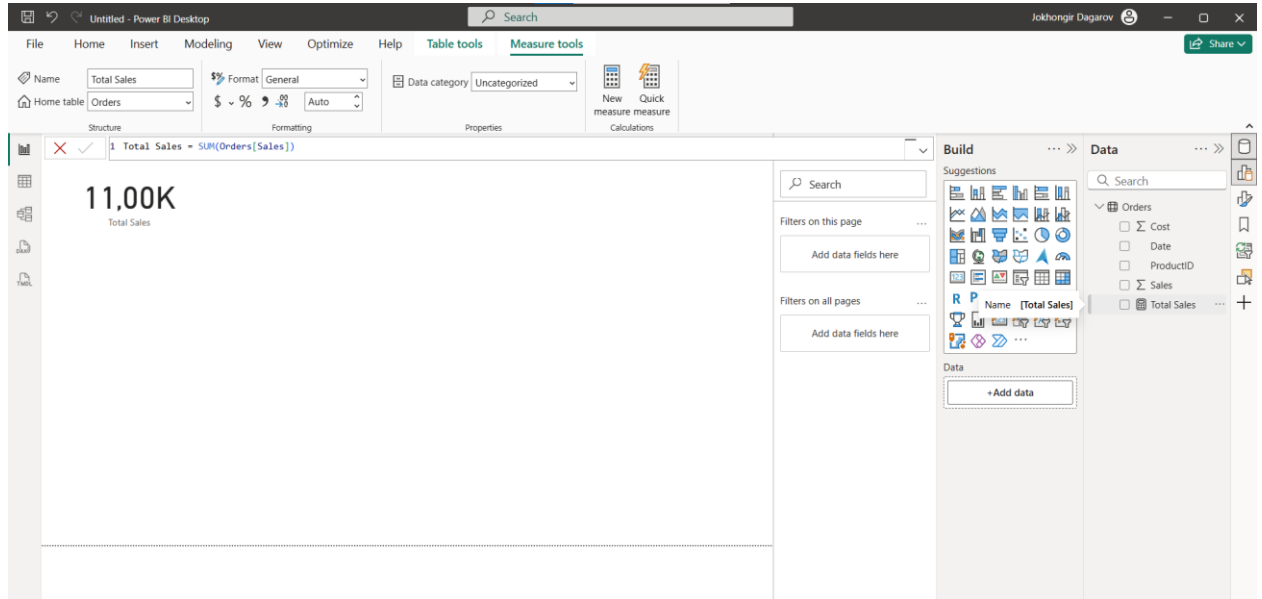 Untitled - Power BI Desktop
Search
Jokhongir Dagarov
File Home Insert Modeling View Optimize Help Table tools Measure tools
Share
Name Total Sales
Home table Orders
Structure
$% Format General
$ % 9 Auto
Formatting
Data category Uncategorized
Properties
New measure
Quick measure
Calculations
1 Total Sales = SUM(Orders[Sales])
11,00K
Total Sales
Search
Filters on this page ...
Add data fields here
Filters on all pages ...
Add data fields here
Build ...
Suggestions
R P
Name [Total Sales]
...
Data
+Add data
Data ...
Search
Orders
Σ Cost
Date
ProductID
Σ Sales
Total Sales ...
TMDL